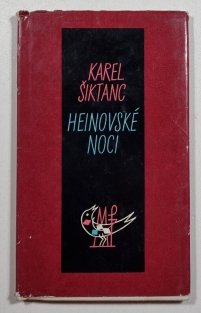 KAREL
ŠIKTANC
HEINOVSKÉ
NOCI